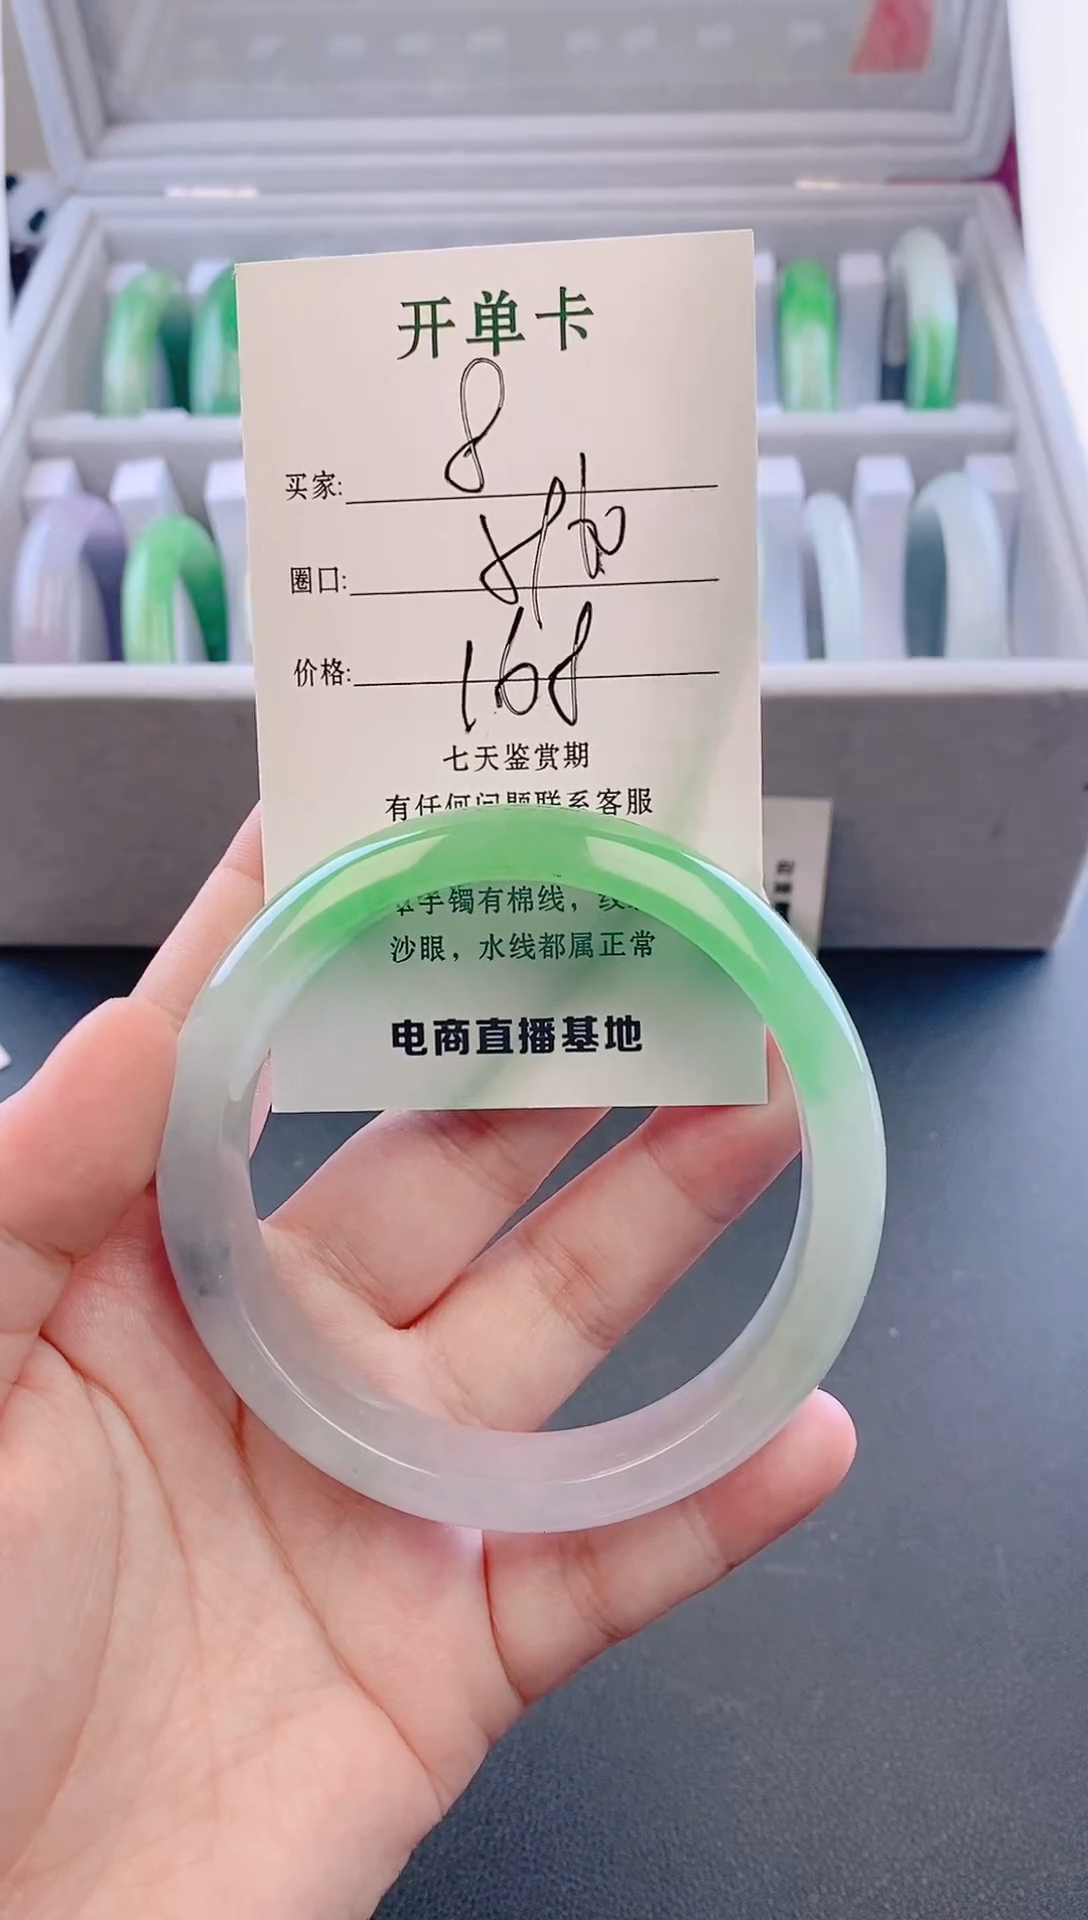 开单卡
买家: 8
圈口:
价格: 168
七天鉴赏期
有任何问题联系客服
手镯有棉线，纹
沙眼，水线都属正常
电商直播基地